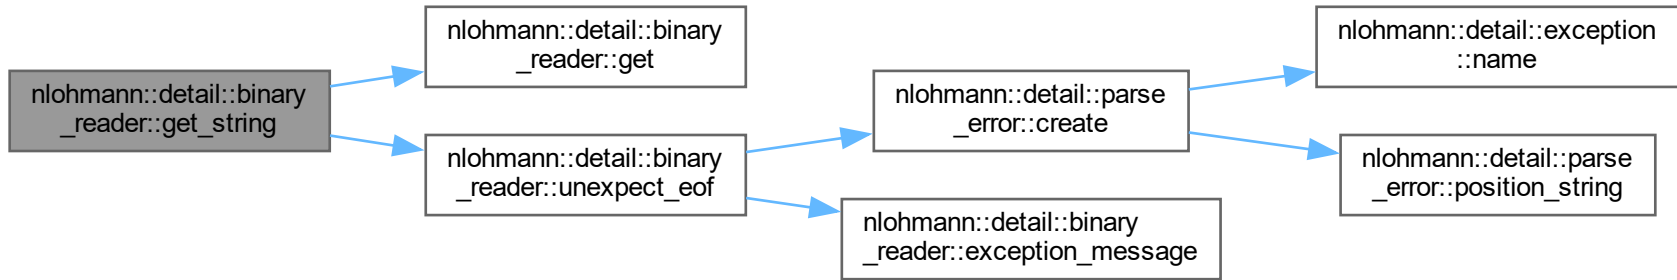 nlohmann::detail::binary
_reader::get_string
nlohmann::detail::binary
_reader::get
nlohmann::detail::binary
_reader::unexpect_eof
nlohmann::detail::parse
_error::create
nlohmann::detail::binary
_reader::exception_message
nlohmann::detail::exception
::name
nlohmann::detail::parse
_error::position_string